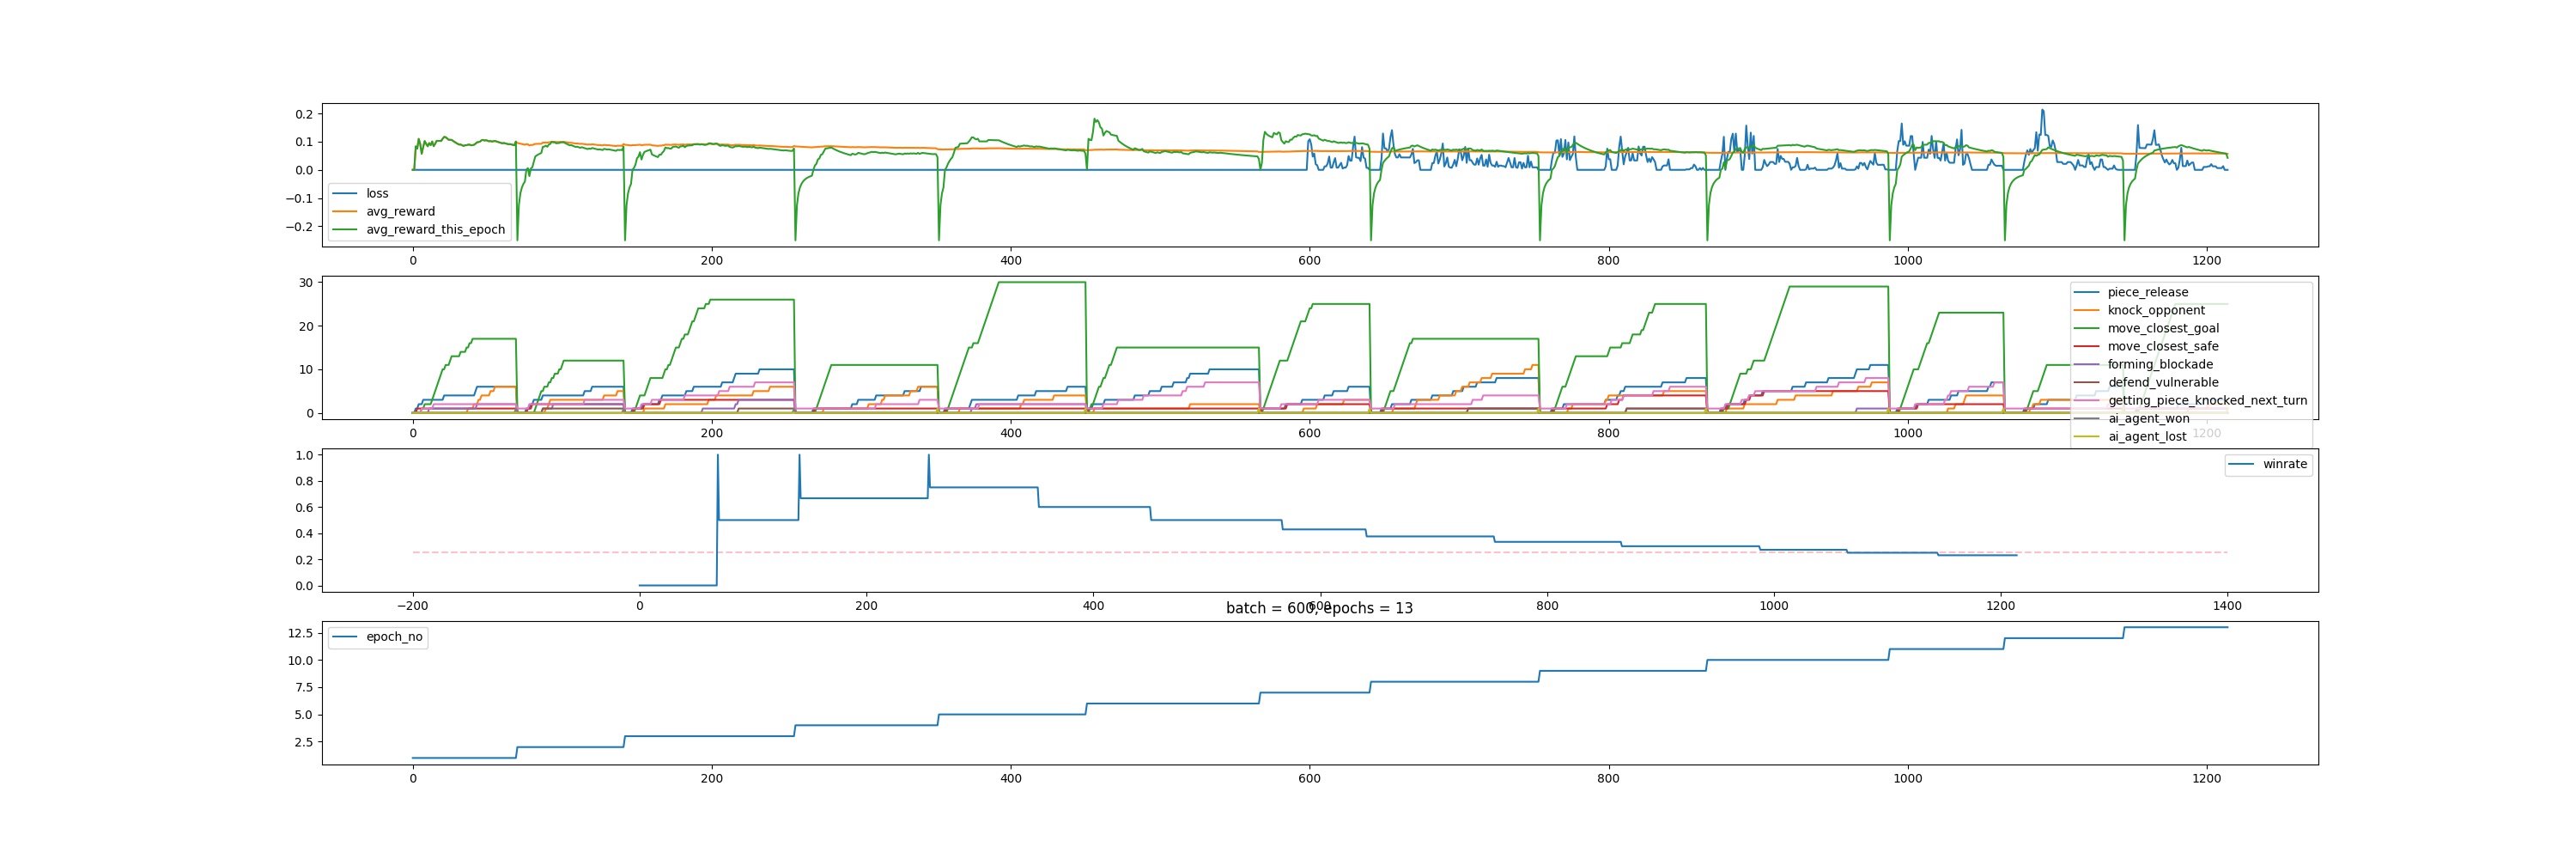 0.2
0.1
0.0
−0.1
−0.2
loss
avg_reward
avg_reward_this_epoch
0 200 400 600 800 1000 1200
30
20
10
0
piece_release
knock_opponent
move_closest_goal
move_closest_safe
forming_blockade
defend_vulnerable
getting_piece_knocked_next_turn
ai_agent_won
ai_agent_lost
0 200 400 600 800 1000 1200
1.0
0.8
0.6
0.4
0.2
0.0
winrate
−200 0 200 400 600 800 1000 1200 1400
batch = 600, epochs = 13
12.5
10.0
7.5
5.0
2.5
epoch_no
0 200 400 600 800 1000 1200